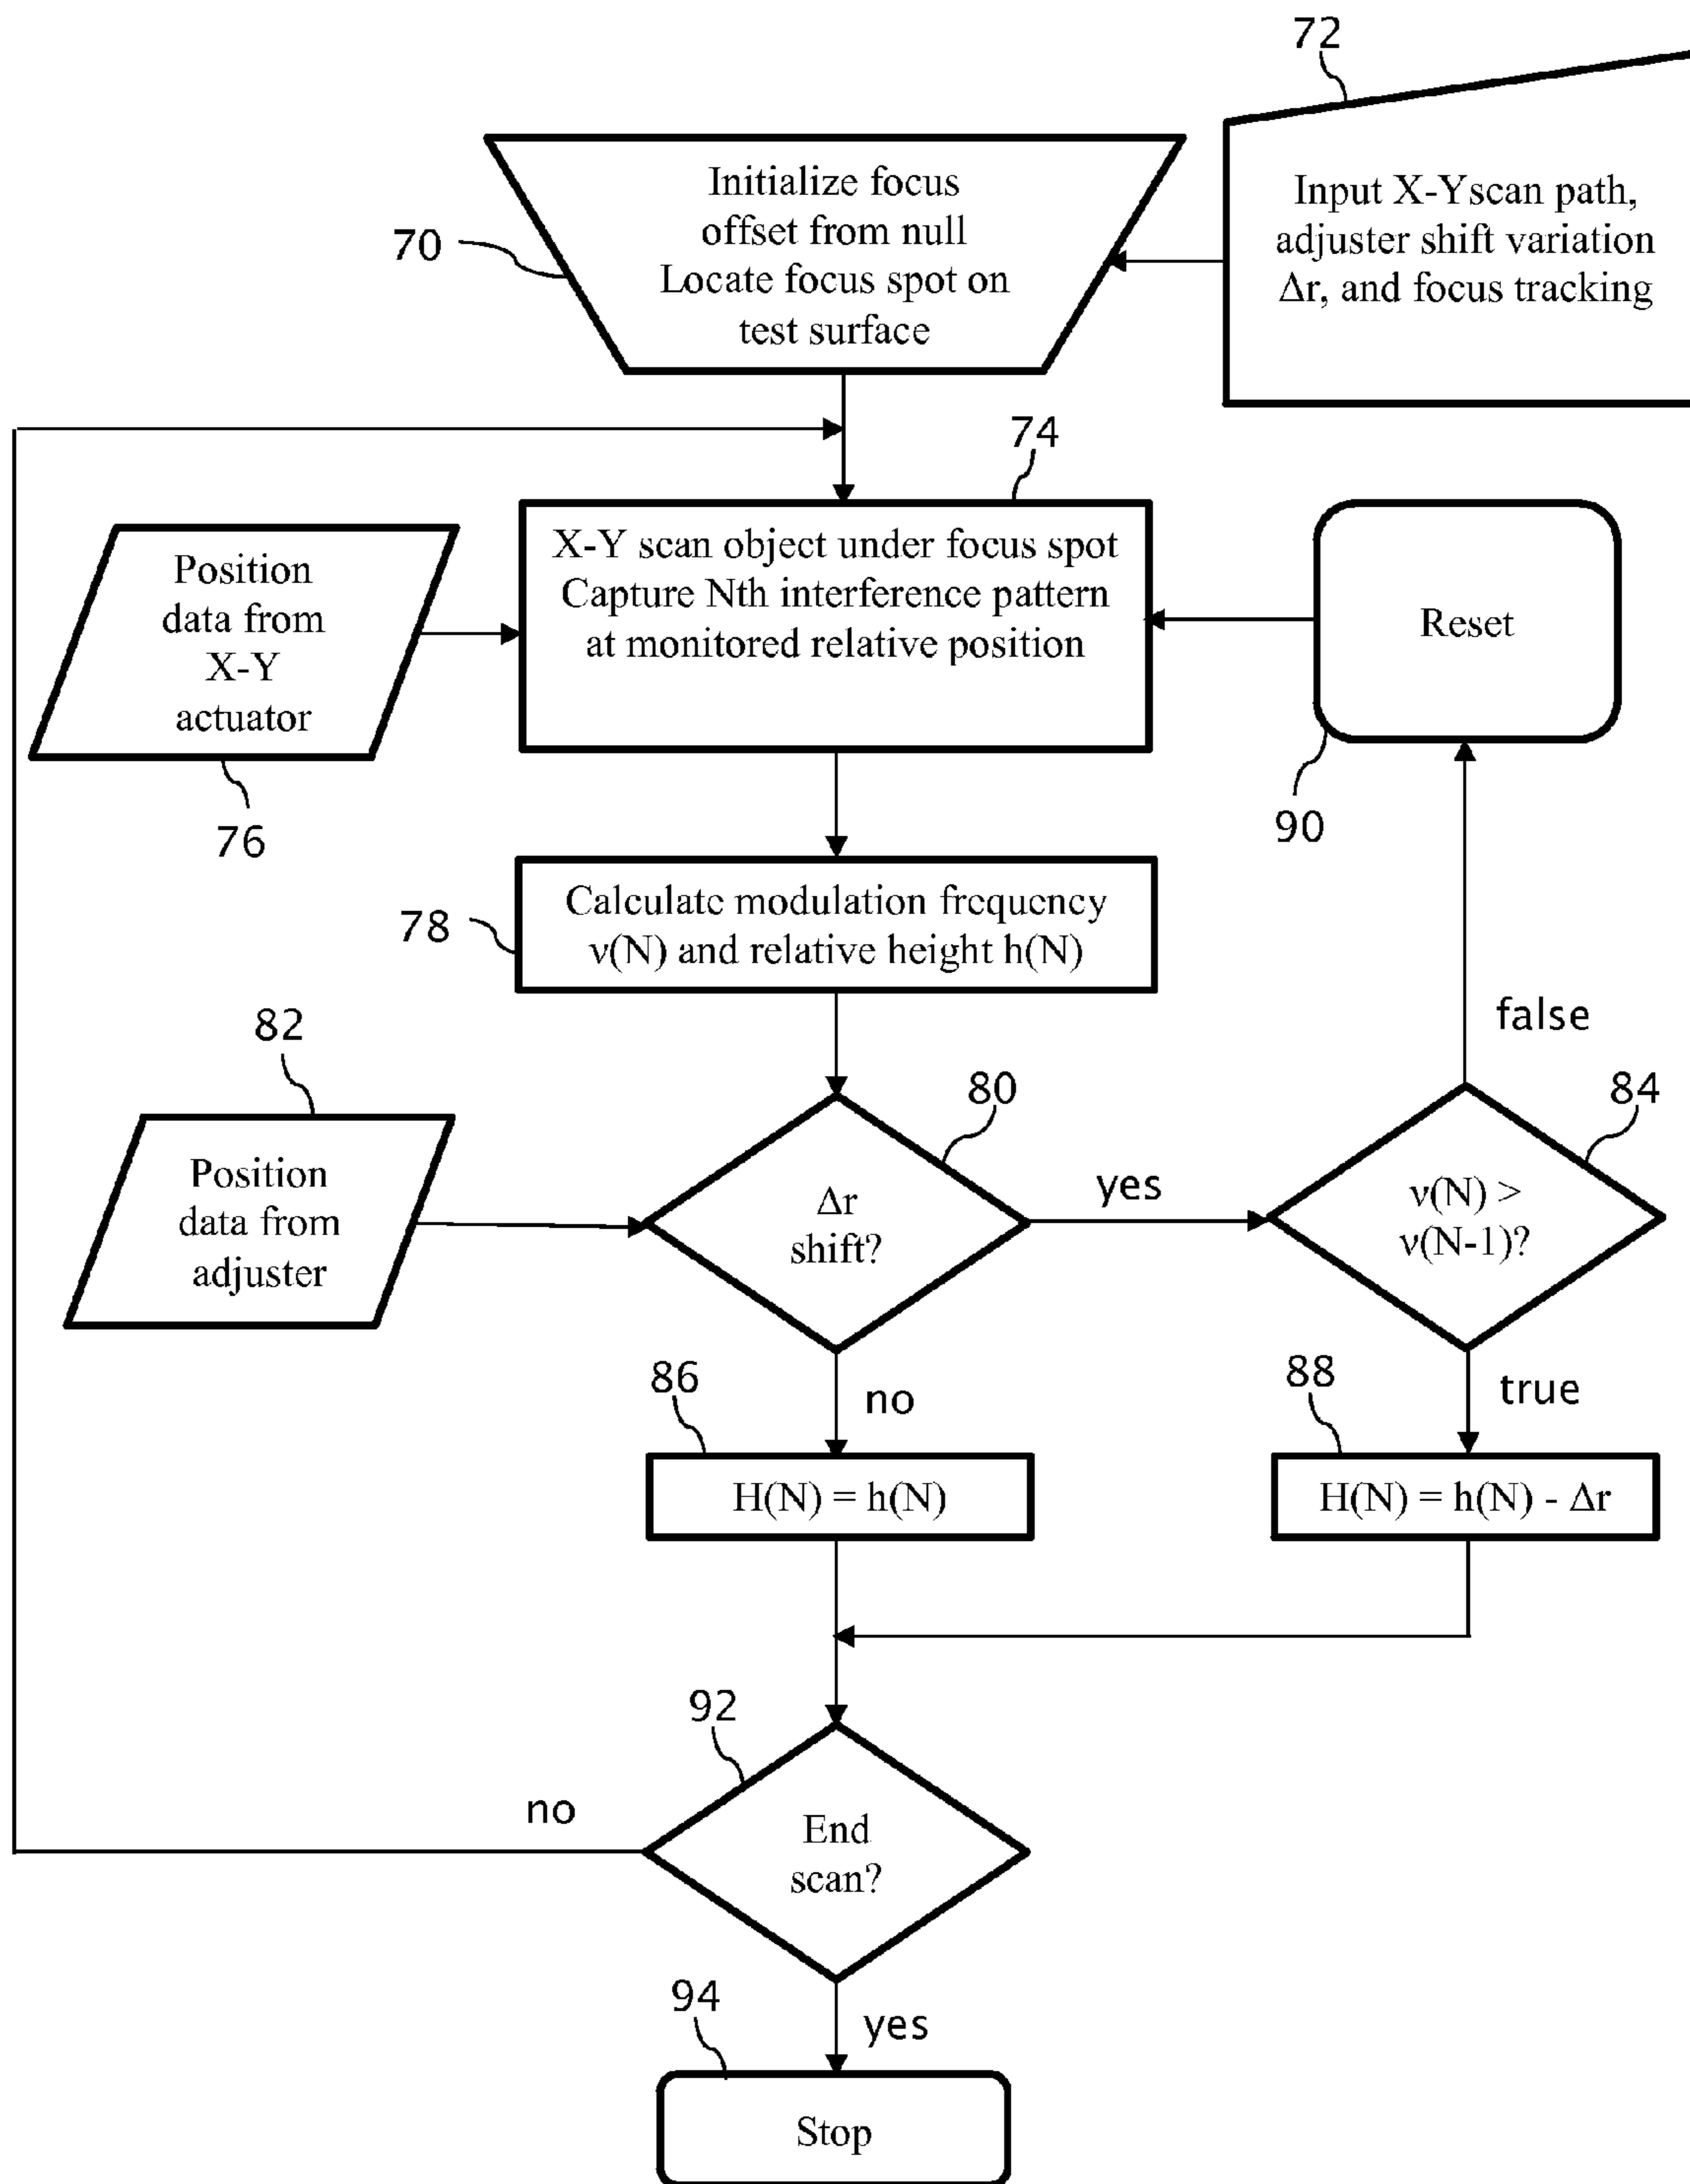 72
Initialize focus
offset from null
Locate focus spot on
test surface
70
Input X-Yscan path,
adjuster shift variation
Δr, and focus tracking
74
Position
data from
X-Y
actuator
76
X-Y scan object under focus spot
Capture Nth interference pattern
at monitored relative position
Reset
90
78
Calculate modulation frequency
ν(N) and relative height h(N)
false
82
80
84
Position
data from
adjuster
Δr
shift?
yes
ν(N) >
ν(N-1)?
86
no
88
true
H(N) = h(N)
H(N) = h(N) - Δr
92
no
End
scan?
94
yes
Stop